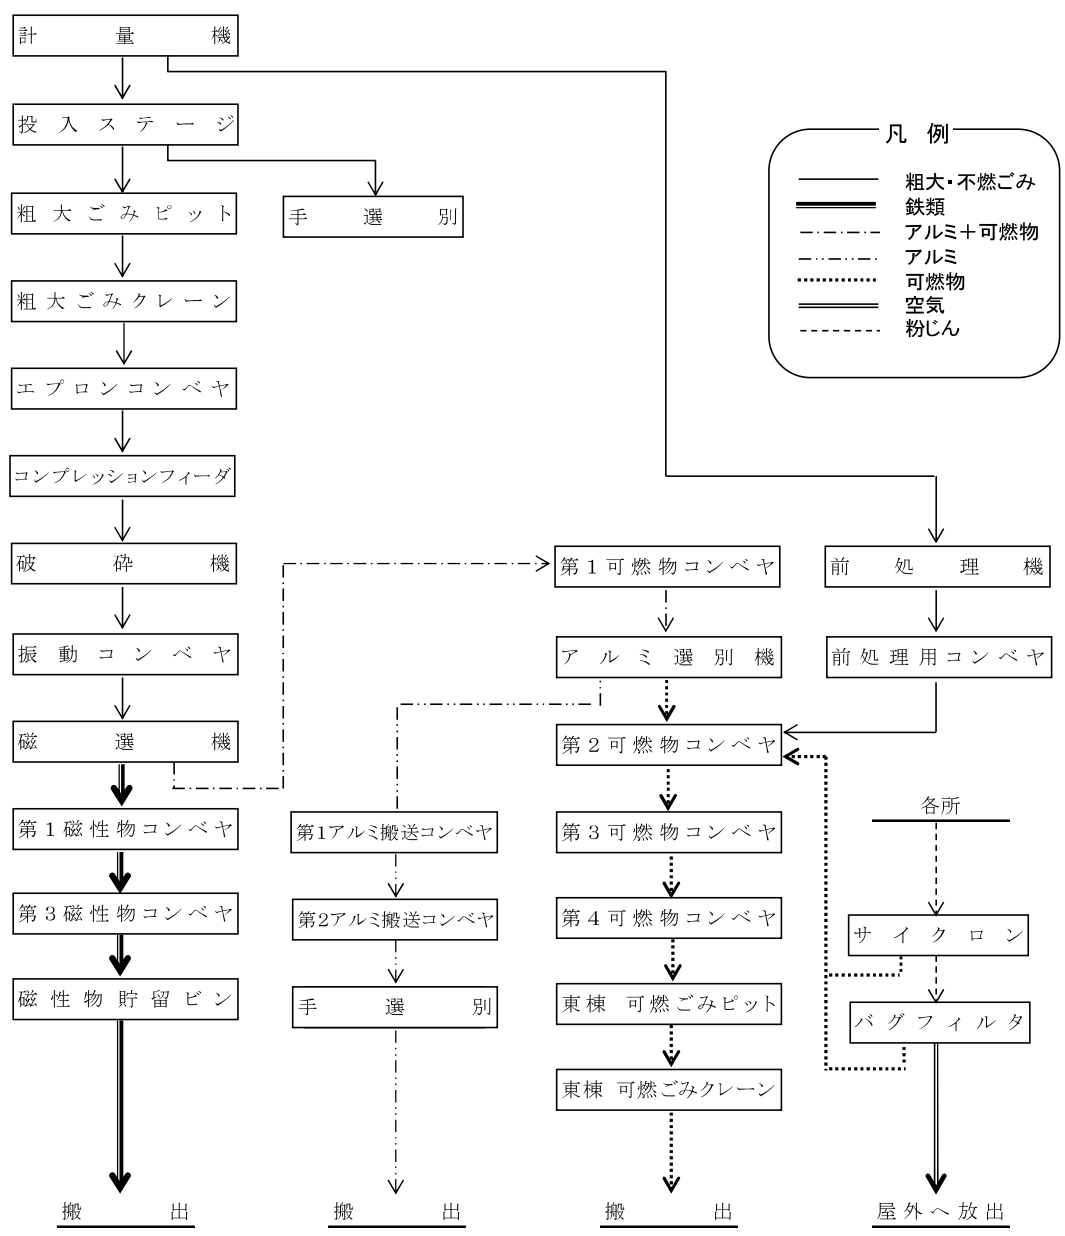 計量機
投入ステージ
粗大ごみピット
手選別
粗大ごみクレーン
エプロンコンベヤ
コンプレッションフィーダ
破砕機
振動コンベヤ
磁選機
第1磁性物コンベヤ
第3磁性物コンベヤ
磁性物貯留ビン
搬出
第1アルミ搬送コンベヤ
第2アルミ搬送コンベヤ
手選別
搬出
第1可燃物コンベヤ
アルミ選別機
第2可燃物コンベヤ
第3可燃物コンベヤ
第4可燃物コンベヤ
東棟 可燃ごみピット
東棟 可燃ごみクレーン
搬出
凡 例
粗大・不燃ごみ
鉄類
アルミ＋可燃物
アルミ
可燃物
空気
粉じん
前処理機
前処理用コンベヤ
各所
サイクロン
バグフィルタ
屋外へ放出